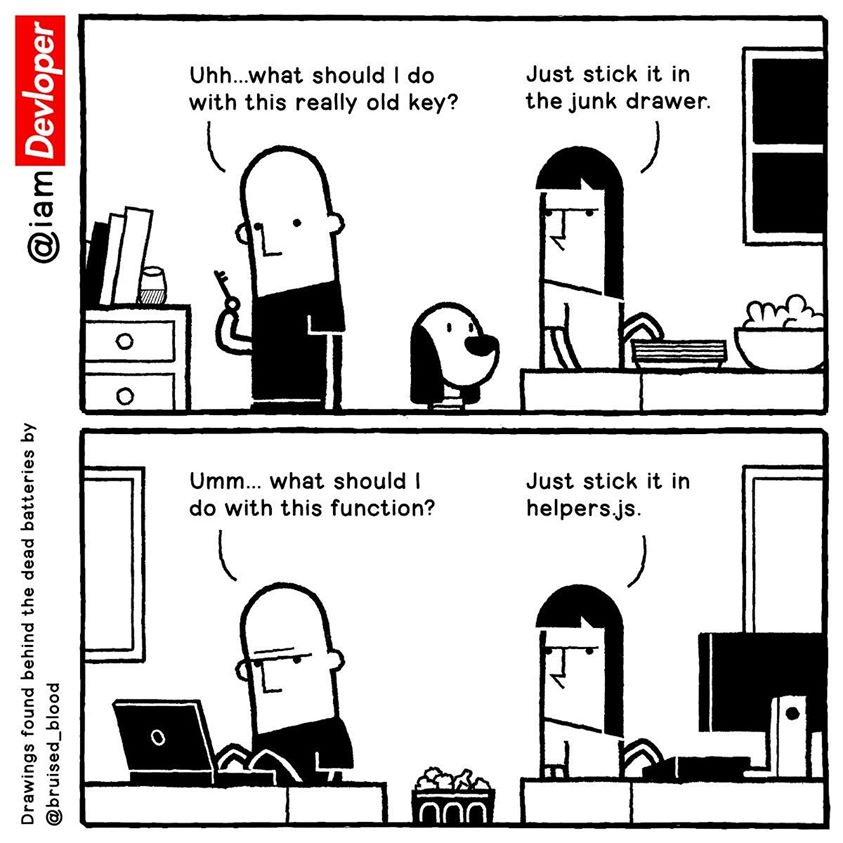 @iam Devloper
Uhh...what should I do
with this really old key?
Just stick it in
the junk drawer.
Umm... what should I
do with this function?
Just stick it in
helpers.js.
Drawings found behind the dead batteries by
@bruised_blood